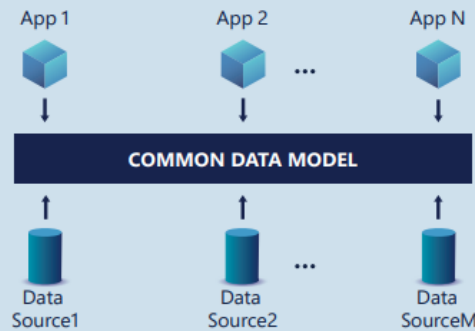 App 1 App 2 App N
...
COMMON DATA MODEL
...
Data Data Data
Source1 Source2 SourceM